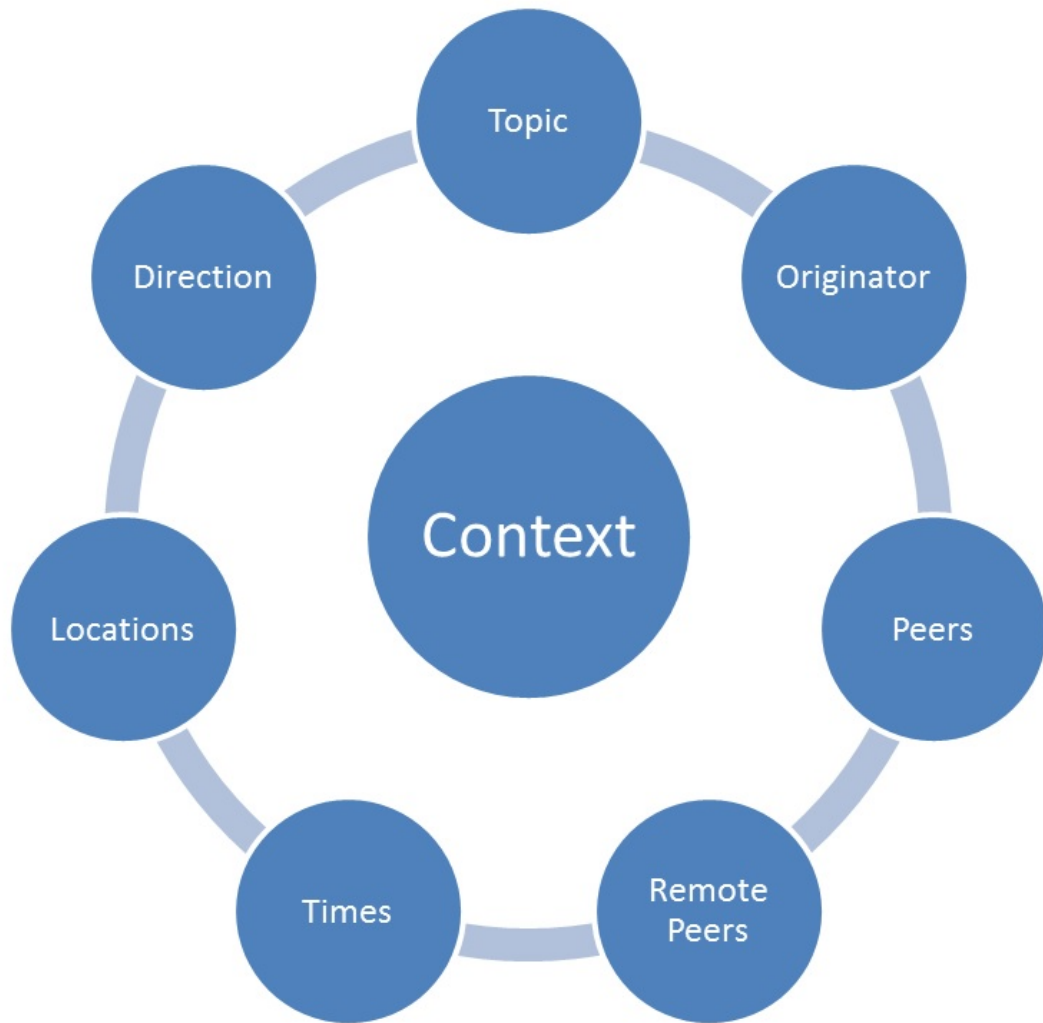 Topic
Originator
Peers
Remote
Peers
Times
Locations
Direction
Context